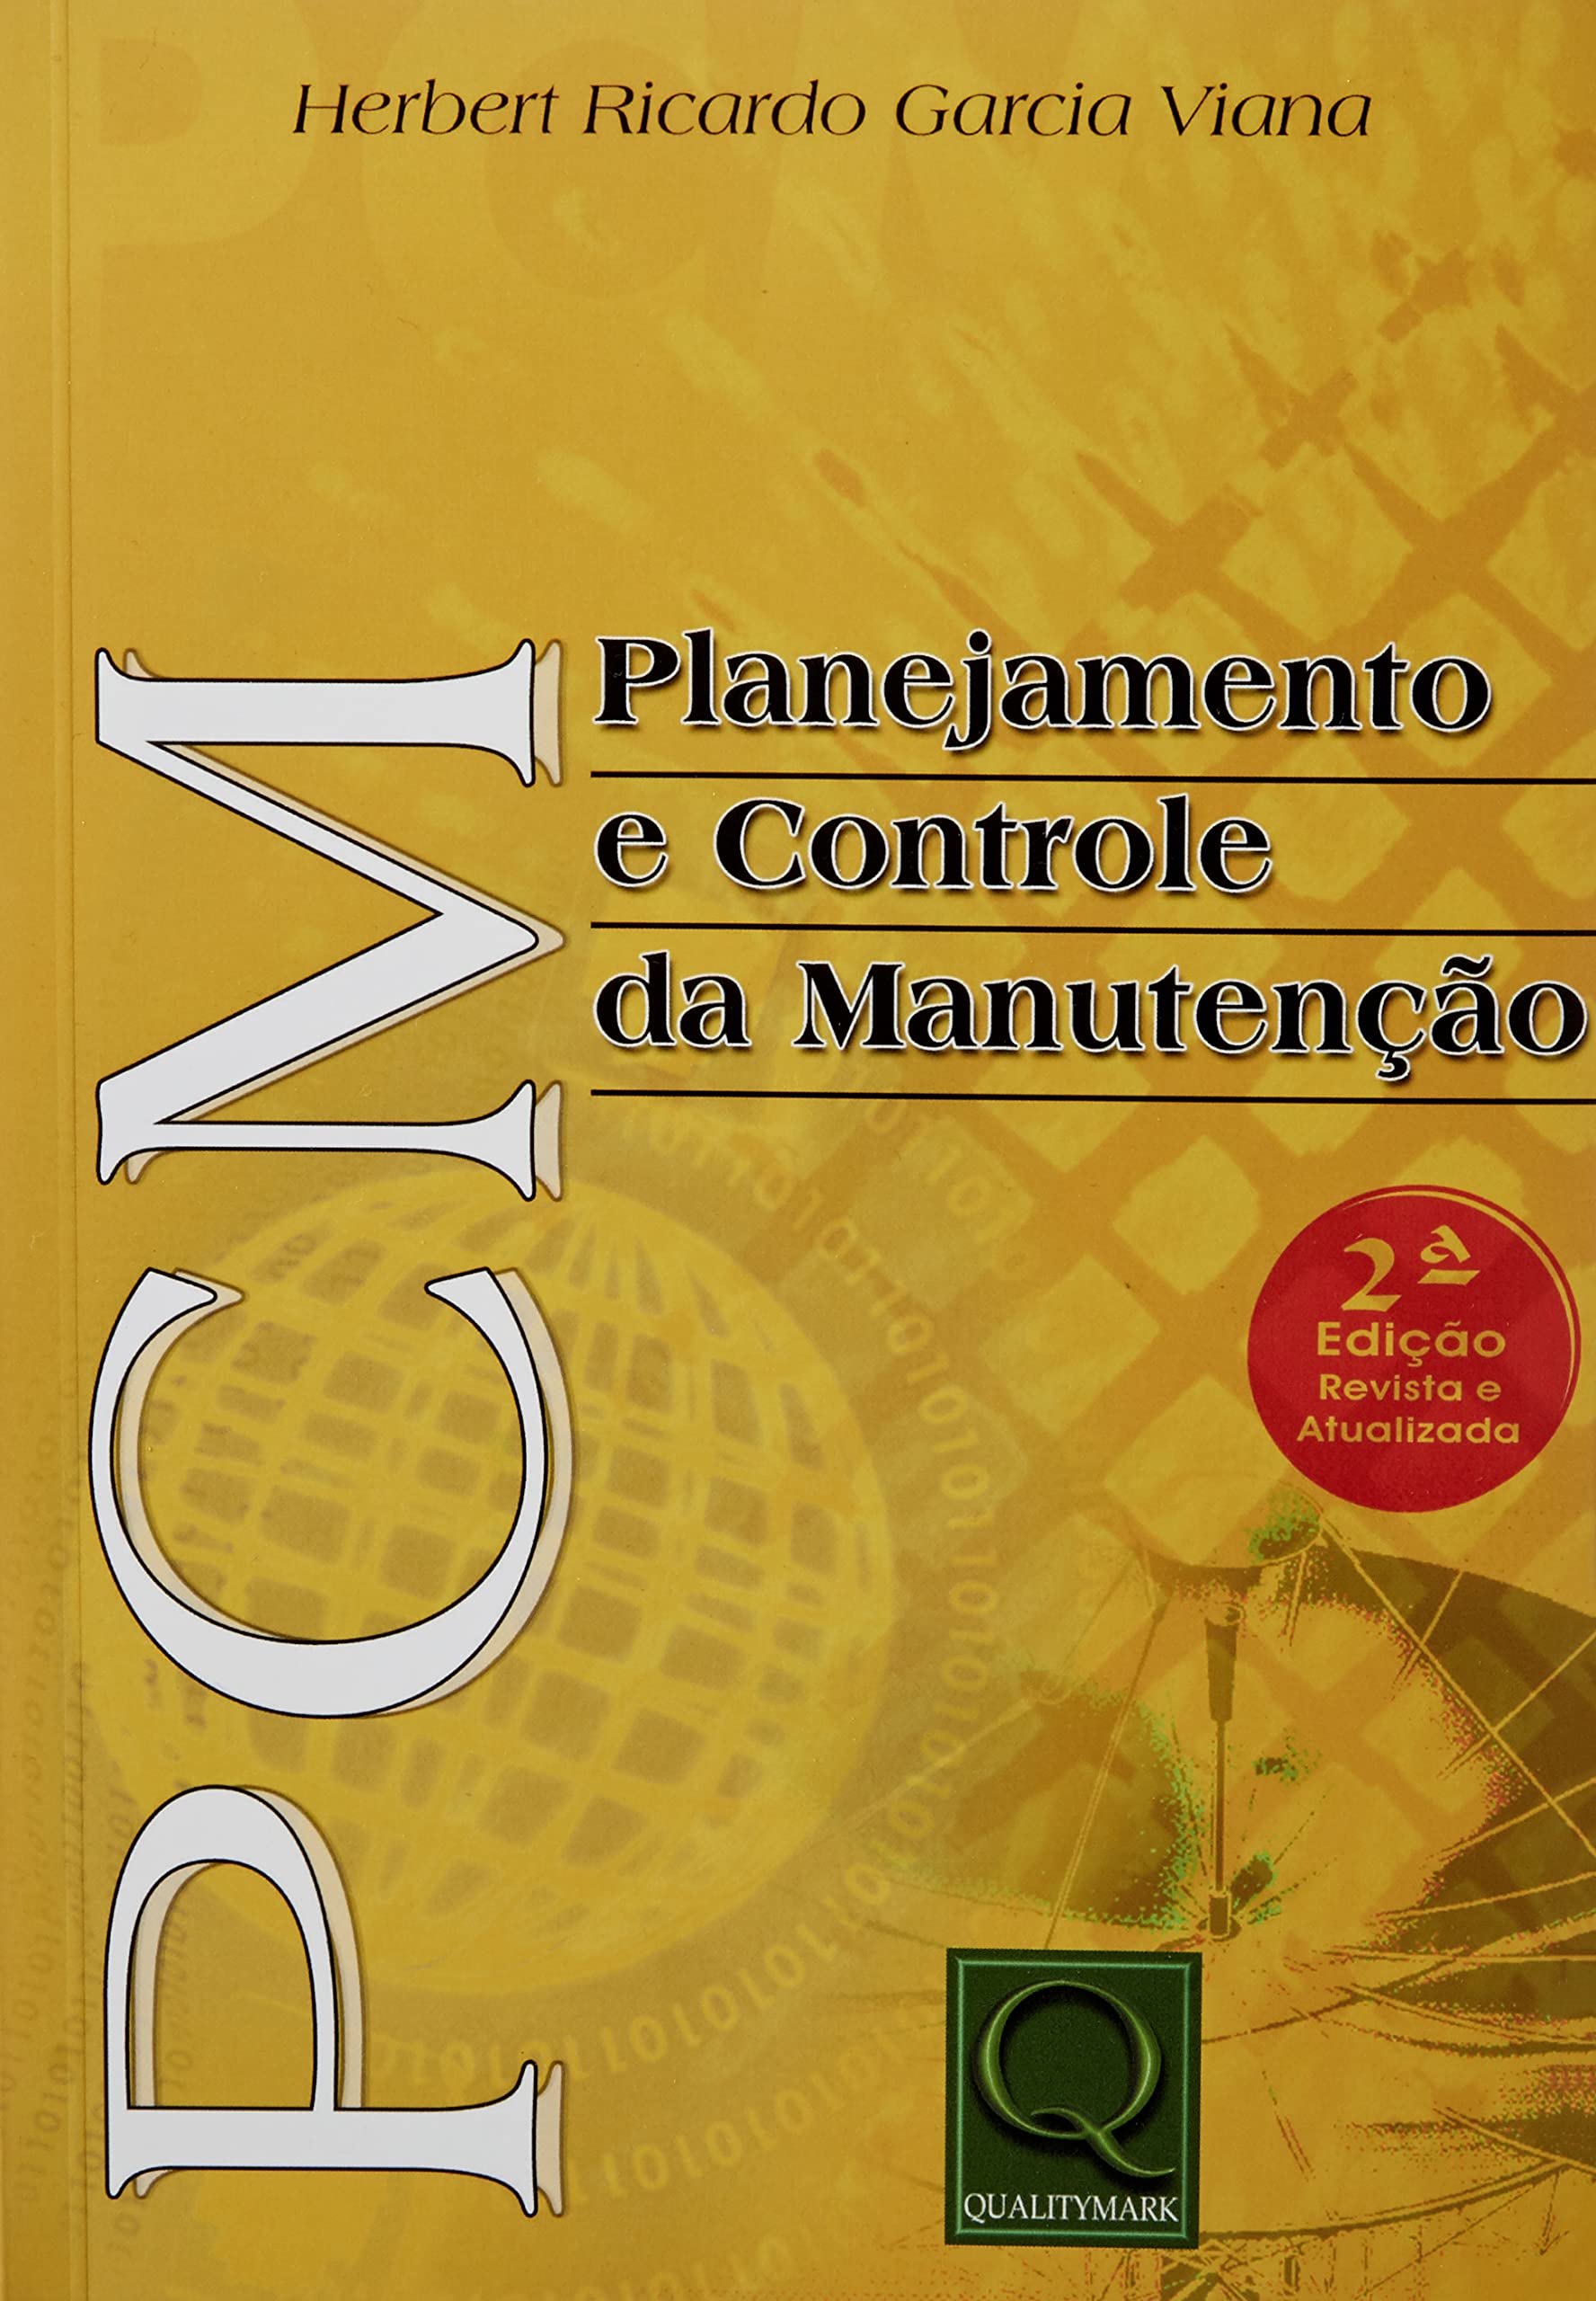 Herbert Ricardo Garcia Viana
PCM
Planejamento
e Controle
da Manutenção
2ª
Edição
Revista e
Atualizada
Q
QUALITYMARK